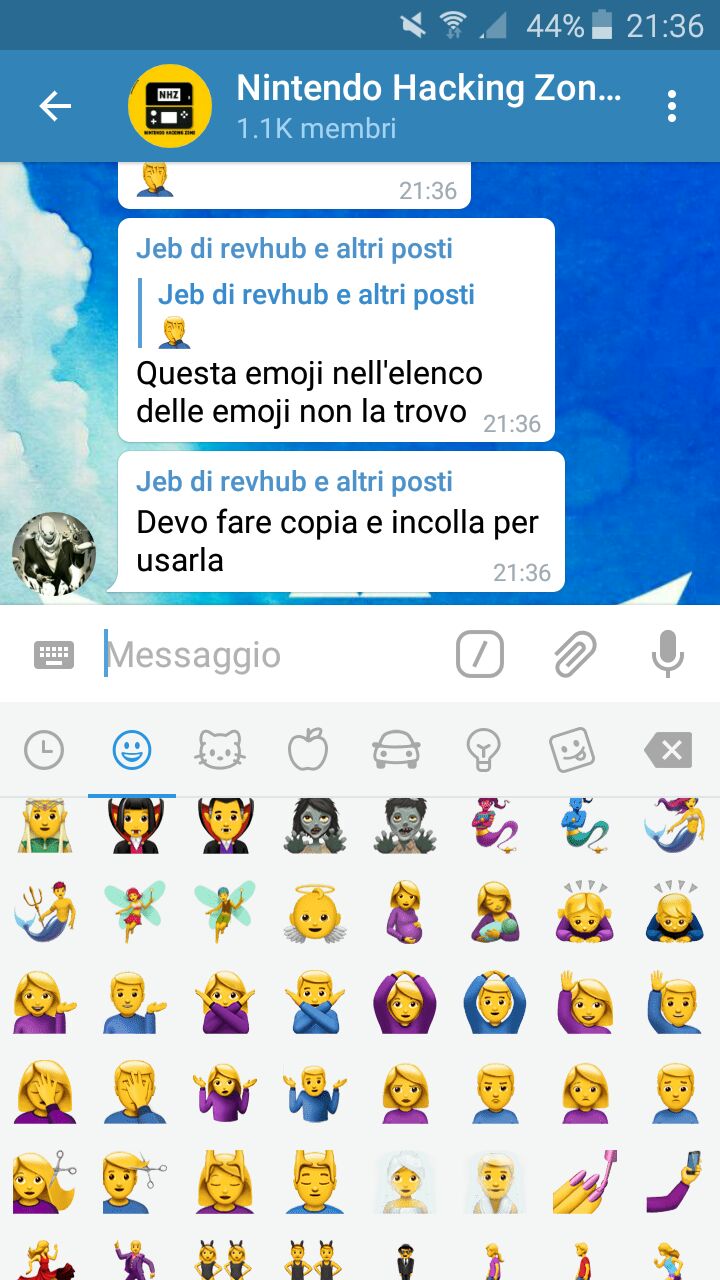 44% 21:36
Nintendo Hacking Zon…
1.1K membri
NHZ
NINTENDO HACKING ZONE
21:36
Jeb di revhub e altri posti
Jeb di revhub e altri posti
Questa emoji nell'elenco
delle emoji non la trovo 21:36
Jeb di revhub e altri posti
Devo fare copia e incolla per
usarla
21:36
Messaggio